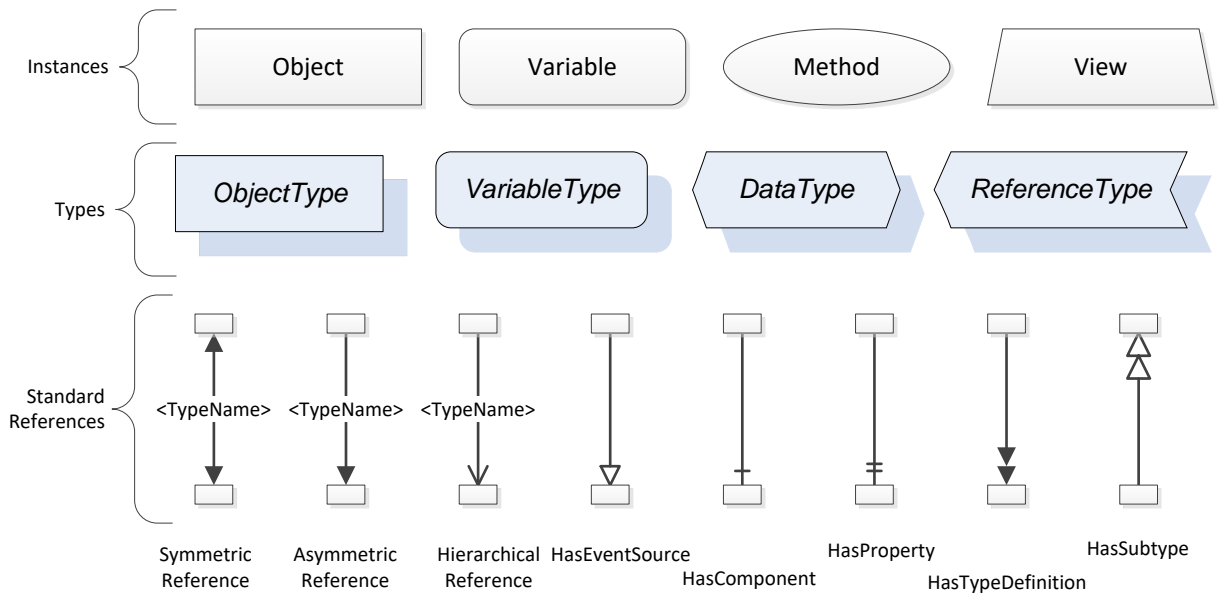 Instances
Object
Variable
Method
View
Types
ObjectType
VariableType
DataType
ReferenceType
Standard
References
<TypeName>
<TypeName>
<TypeName>
Symmetric
Reference
Asymmetric
Reference
Hierarchical
Reference
HasEventSource
HasComponent
HasProperty
HasTypeDefinition
HasSubtype